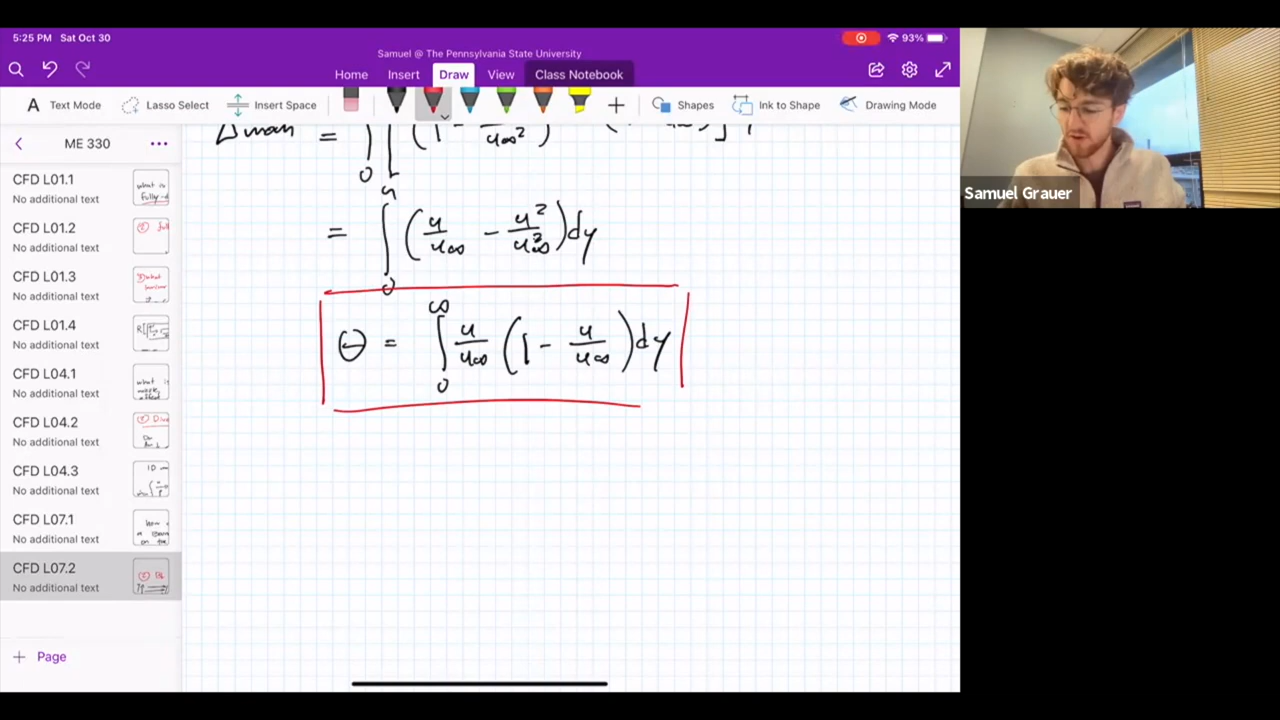 5:25 PM Sat Oct 30
93%
Samuel @ The Pennsylvania State University
Home Insert Draw View Class Notebook
A Text Mode Lasso Select Insert Space Shapes Ink to Shape Drawing Mode
ME 330
CFD L01.1
No additional text
CFD L01.2
No additional text
CFD L01.3
No additional text
CFD L01.4
No additional text
CFD L04.1
No additional text
CFD L04.2
No additional text
CFD L04.3
No additional text
CFD L07.1
No additional text
CFD L07.2
No additional text
+ Page
= ∫₀ (u/u∞ − u²/u∞²) dy
Θ = ∫₀^∞ u/u∞ (1 − u/u∞) dy
Samuel Grauer